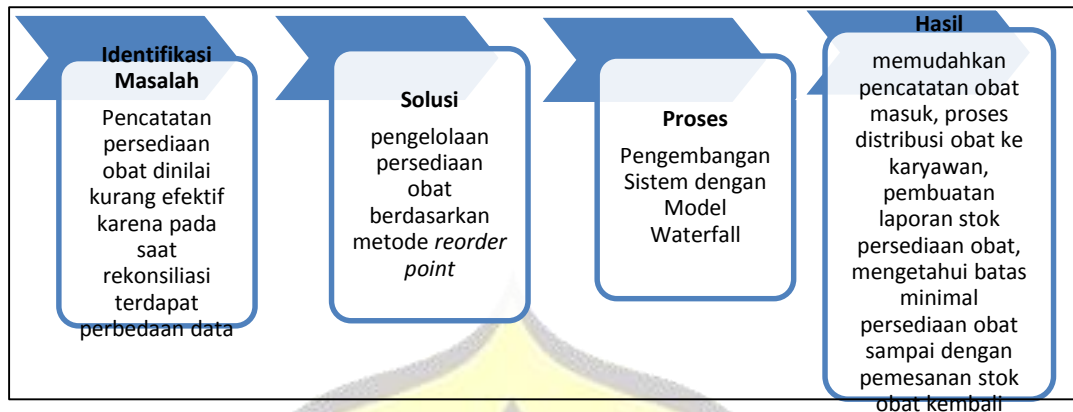 Identifikasi
Masalah
Pencatatan
persediaan
obat dinilai
kurang efektif
karena pada
saat
rekonsiliasi
terdapat
perbedaan data
Solusi
pengelolaan
persediaan
obat
berdasarkan
metode reorder
point
Proses
Pengembangan
Sistem dengan
Model
Waterfall
Hasil
memudahkan
pencatatan obat
masuk, proses
distribusi obat ke
karyawan,
pembuatan
laporan stok
persediaan obat,
mengetahui batas
minimal
persediaan obat
sampai dengan
pemesanan stok
obat kembali